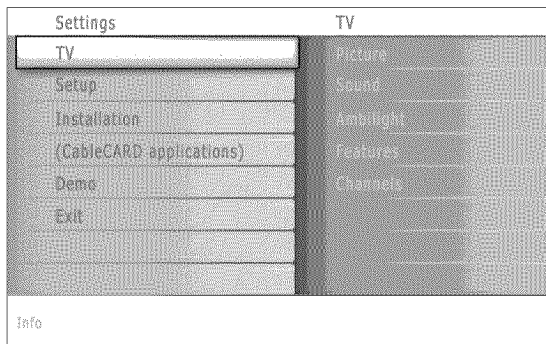 Settings
TV
Setup
Installation
(CableCARD applications)
Demo
Exit
TV
Picture
Sound
Ambilight
Features
Channels
Info